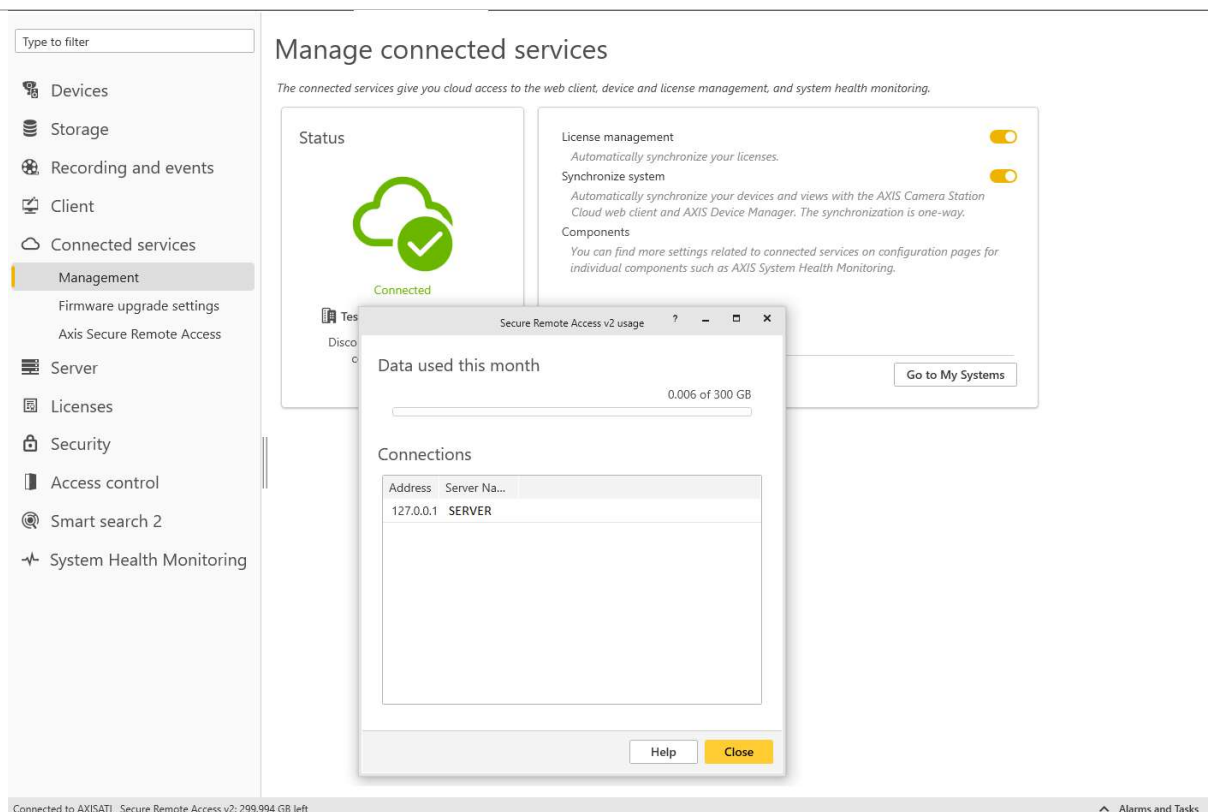 Type to filter
Devices
Storage
Recording and events
Client
Connected services
Management
Firmware upgrade settings
Axis Secure Remote Access
Server
Licenses
Security
Access control
Smart search 2
System Health Monitoring
Manage connected services
The connected services give you cloud access to the web client, device and license management, and system health monitoring.
Status
Connected
Tes
Disco
c
License management
Automatically synchronize your licenses.
Synchronize system
Automatically synchronize your devices and views with the AXIS Camera Station
Cloud web client and AXIS Device Manager. The synchronization is one-way.
Components
You can find more settings related to connected services on configuration pages for
individual components such as AXIS System Health Monitoring.
Go to My Systems
Secure Remote Access v2 usage
Data used this month
0.006 of 300 GB
Connections
Address Server Na...
127.0.0.1 SERVER
Help Close
Connected to AXISATL Secure Remote Access v2: 299.994 GB left
Alarms and Tasks